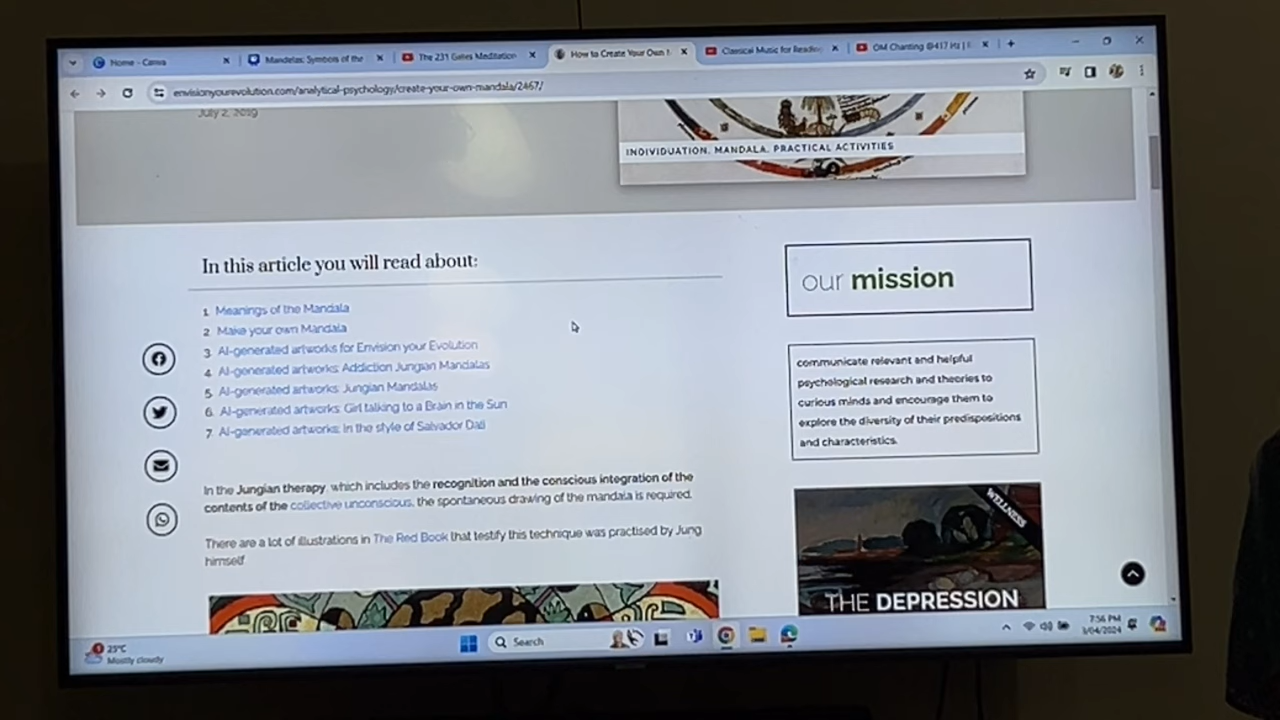 Home - Canva
Mandelas: Symbols of the
The 231 Gates Meditation
How to Create Your Own
Classical Music for Reading
OM Chanting @417 Hz |
envisionyourevolution.com/analytical-psychology/create-your-own-mandala/2467/
July 2, 2019
INDIVIDUATION, MANDALA, PRACTICAL ACTIVITIES
In this article you will read about:
1 Meanings of the Mandala
2 Make your own Mandala
3 AI-generated artworks for Envision your Evolution
4 AI-generated artworks: Addiction Jungian Mandalas
5 AI-generated artworks: Jungian Mandalas
6. AI-generated artworks: Girl talking to a Brain in the Sun
7. AI-generated artworks: In the style of Salvador Dali
In the Jungian therapy, which includes the recognition and the conscious integration of the
contents of the collective unconscious, the spontaneous drawing of the mandala is required.
There are a lot of illustrations in The Red Book that testify this technique was practised by Jung
himself.
our mission
communicate relevant and helpful
psychological research and theories to
curious minds and encourage them to
explore the diversity of their predispositions
and characteristics.
WELLNESS
THE DEPRESSION
25°C
Mostly cloudy
Search
7:56 PM
1/04/2024